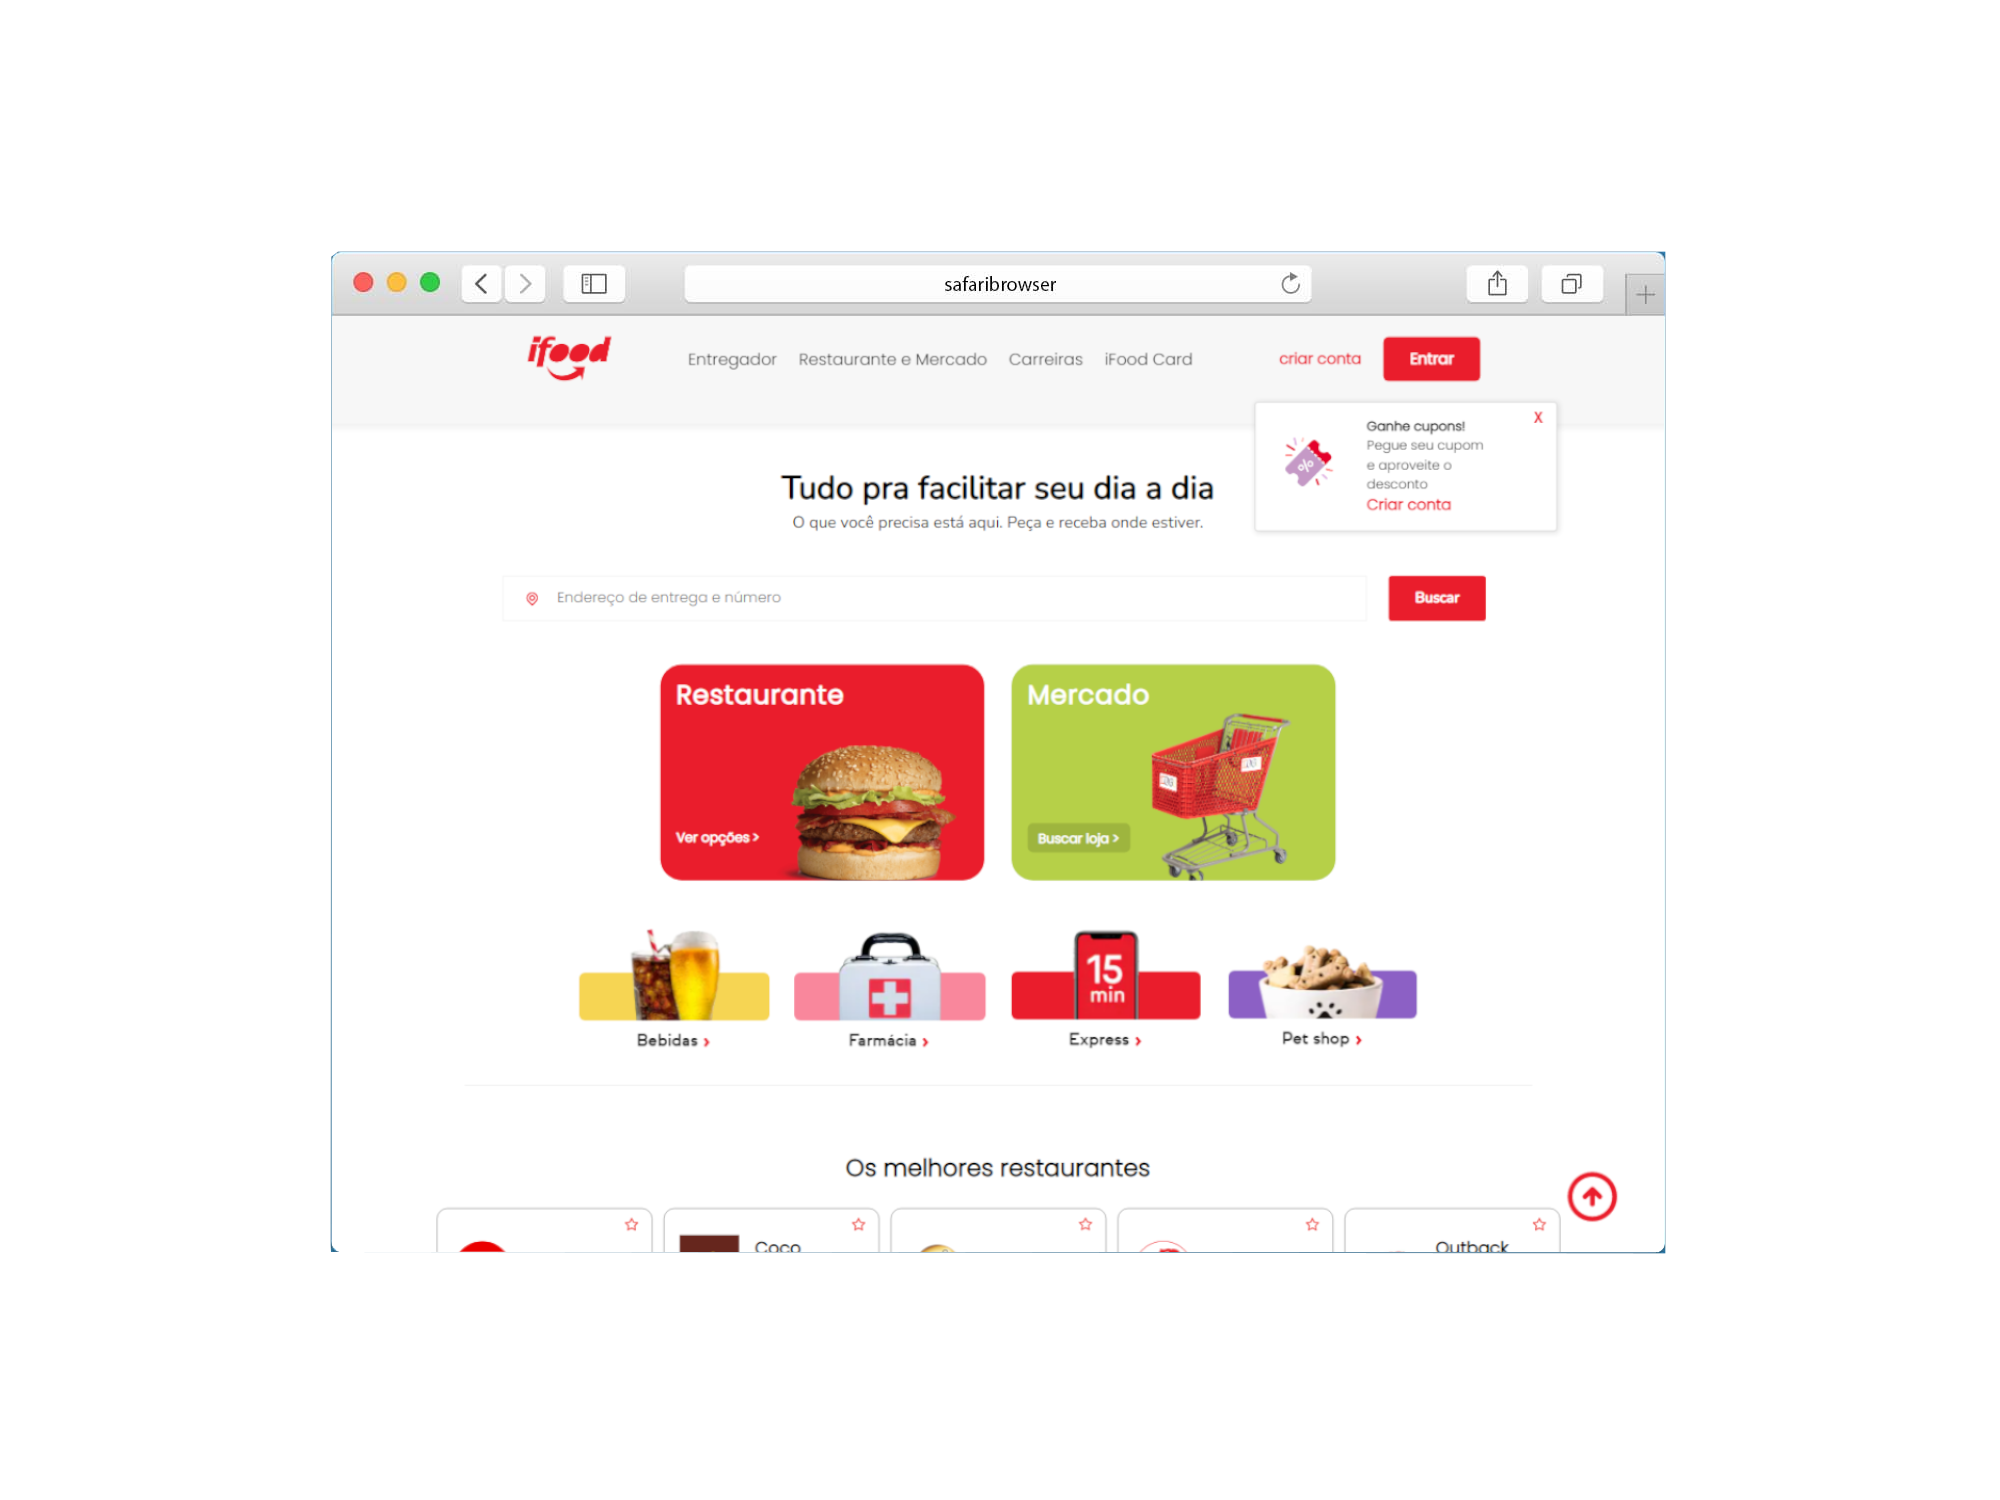 safaribrowser
ifood
Entregador Restaurante e Mercado Carreiras iFood Card
criar conta Entrar
X
Ganhe cupons!
Pegue seu cupom
e aproveite o
desconto
Criar conta
%
Tudo pra facilitar seu dia a dia
O que você precisa está aqui. Peça e receba onde estiver.
Endereço de entrega e número
Buscar
Restaurante
Ver opções >
Mercado
Buscar loja >
15
min
Bebidas ›
Farmácia ›
Express ›
Pet shop ›
Os melhores restaurantes
Coco
Outback